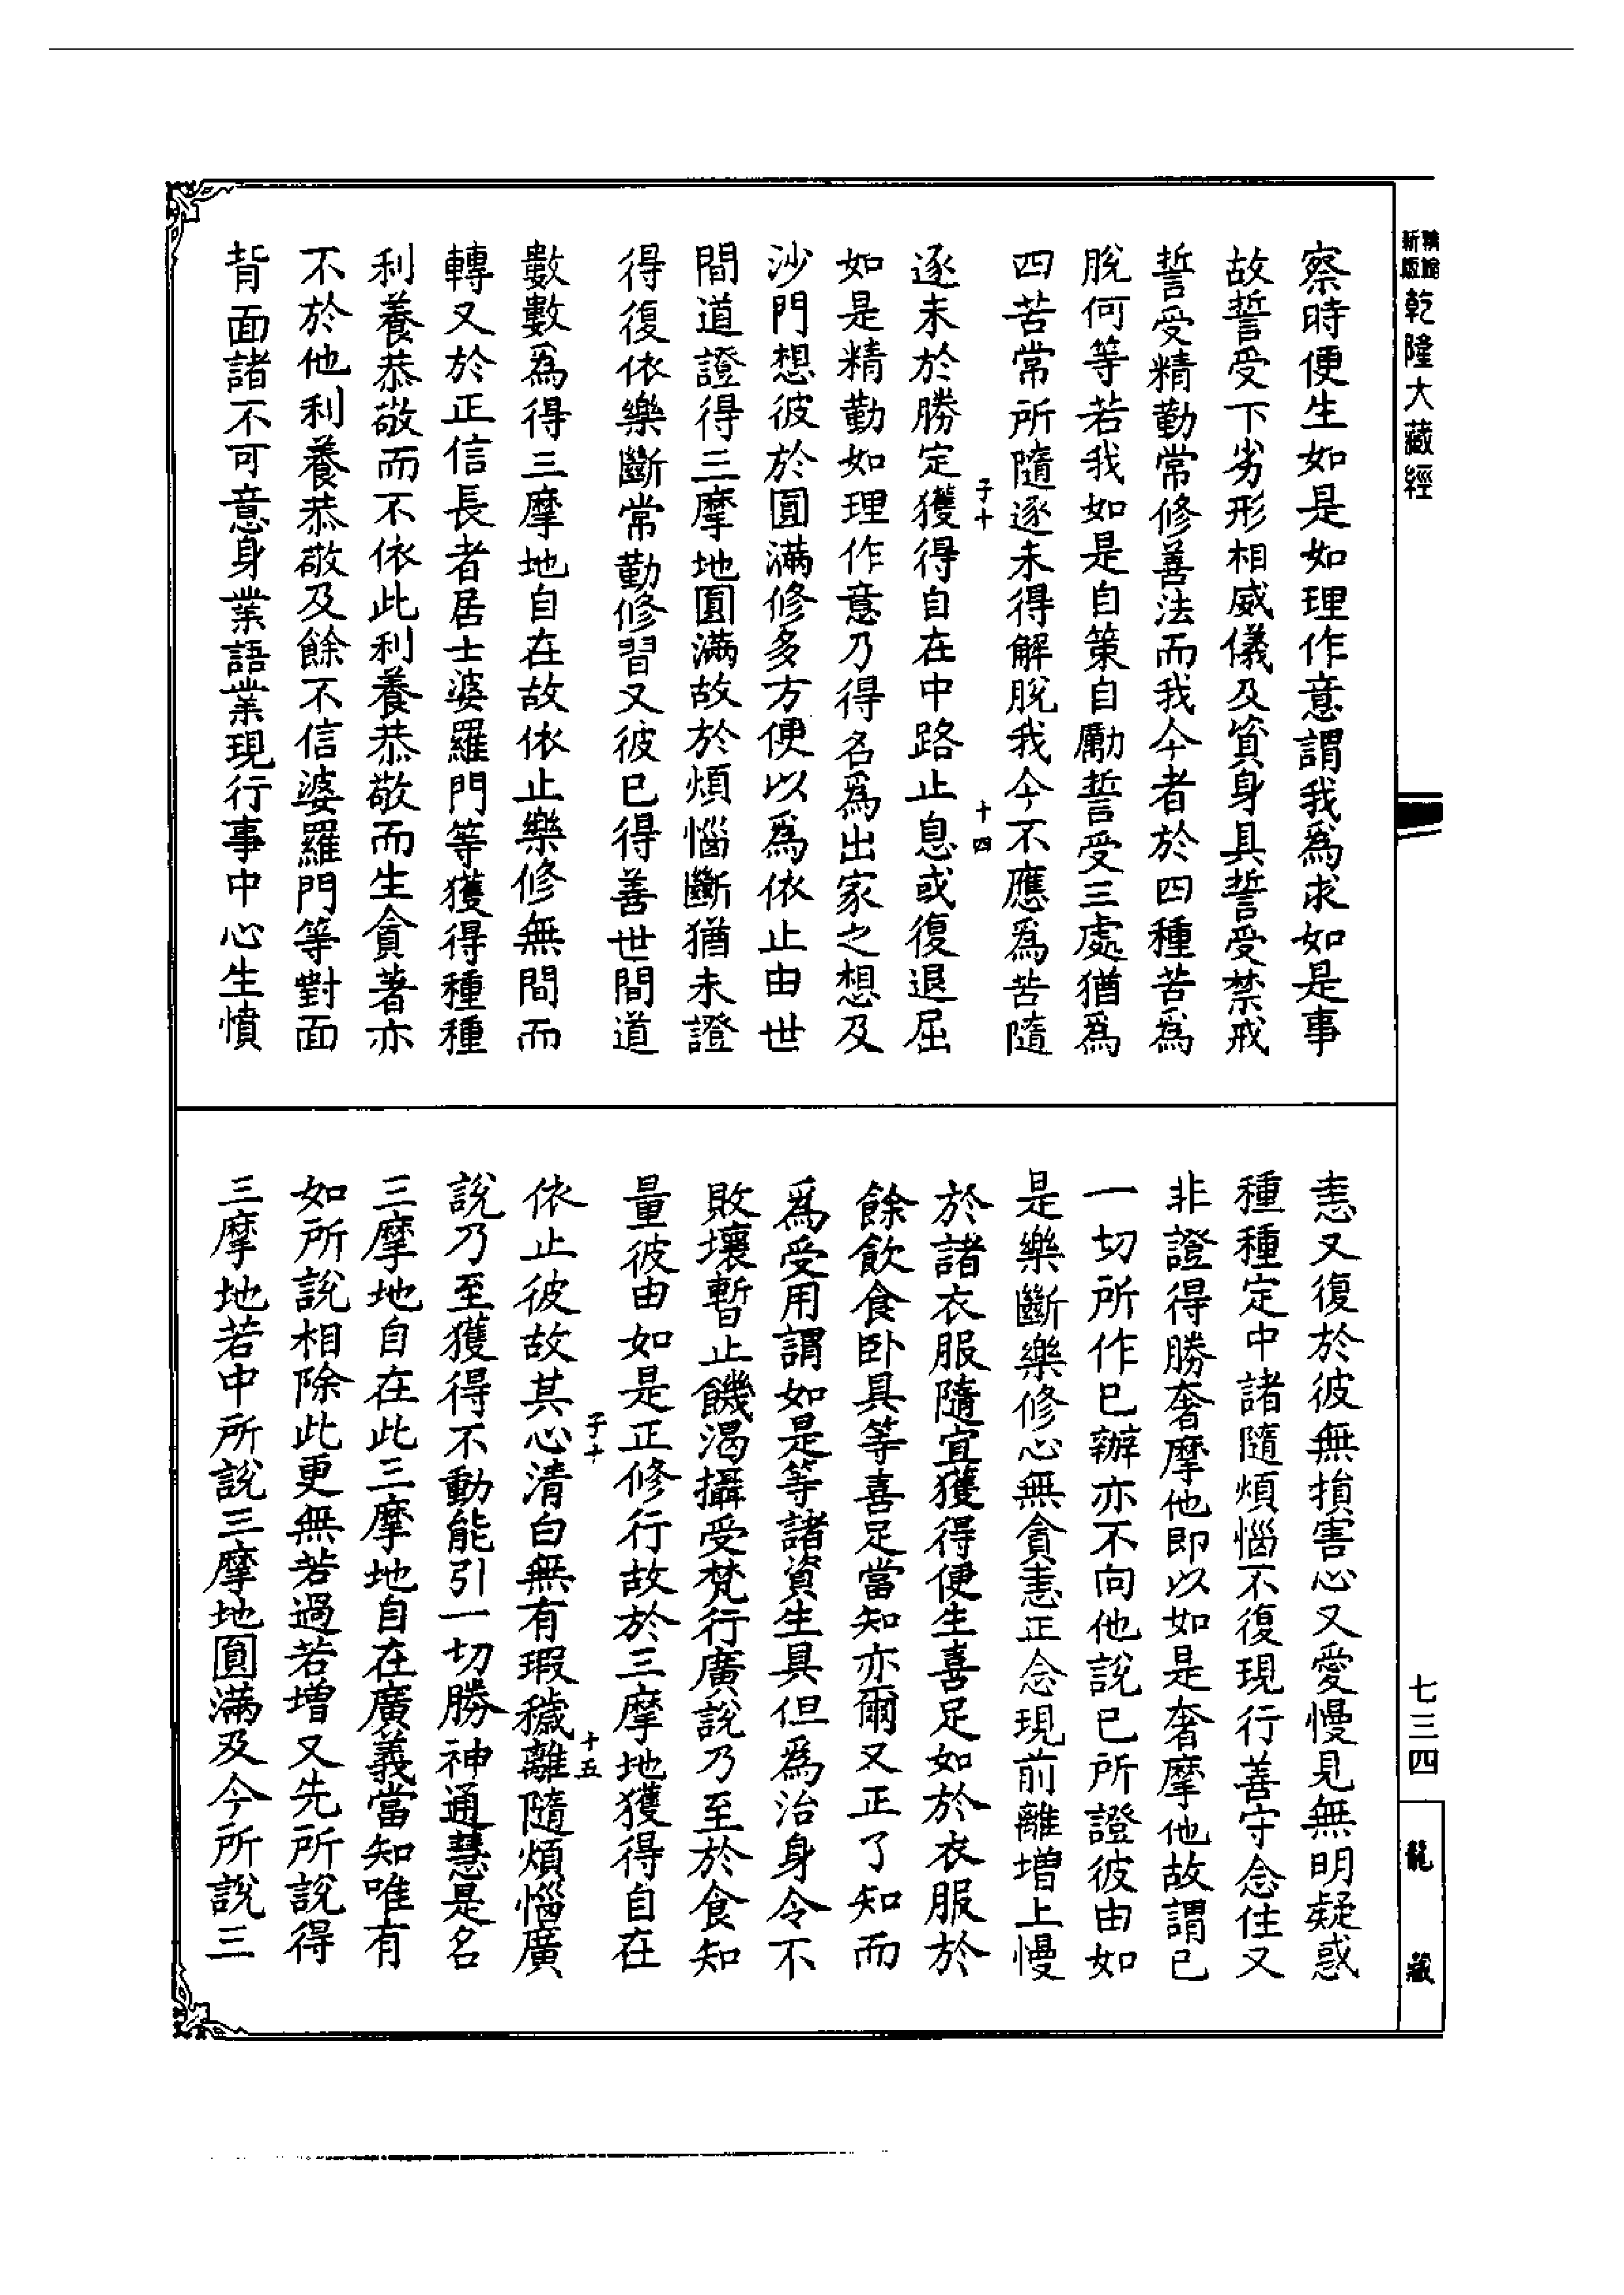 乾隆大藏經
察時便生如是如理作意謂我為求如是事
故誓受下劣形相威儀及資身具誓受禁戒
誓受精勤常修善法而我今者於四種苦為
脫何等若我如是自策自勵誓受三處猶為
四苦常所隨逐未得解脫我今不應為苦隨
子十
十四
逐未於勝定獲得自在中路止息或復退屈
如是精勤如理作意乃得名為出家之想及
沙門想彼於圓滿修多方便以為依止由世
間道證得三摩地圓滿故於煩惱斷猶未證
得復依樂斷常勤修習又彼已得善世間道
數數為得三摩地自在故依止樂修無間而
轉又於正信長者居士婆羅門等獲得種種
利養恭敬而不依此利養恭敬而生貪著亦
不於他利養恭敬及餘不信婆羅門等對面
背面諸不可意身業語業現行事中心生憤
恚又復於彼無損害心又愛慢見無明疑惑
種種定中諸隨煩惱不復現行善守念住又
非證得勝奢摩他即以如是奢摩他故謂已
一切所作已辦亦不向他說已所證彼由如
是樂斷樂修心無貪恚正念現前離增上慢
於諸衣服隨宜獲得便生喜足如於衣服於
餘飲食臥具等喜足當知亦爾又正了知而
為受用謂如是等諸資生具但為治身令不
敗壞暫止饑渴攝受梵行廣說乃至於食知
量彼由如是正修行故於三摩地獲得自在
子十
十五
依止彼故其心清白無有瑕穢離隨煩惱廣
說乃至獲得不動能引一切勝神通慧是名
三摩地自在此三摩地自在廣義當知唯有
如所說相除此更無若過若增又先所說得
三摩地若中所說三摩地圓滿及今所說三
七三四
龍藏